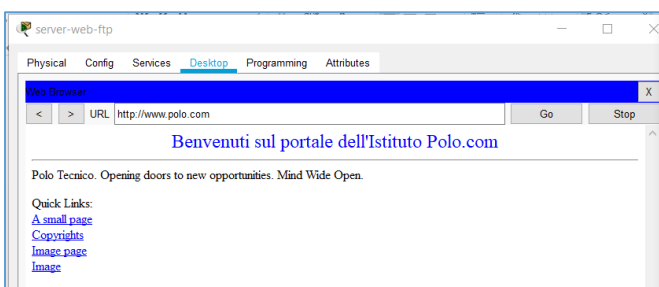 server-web-ftp
Physical Config Services Desktop Programming Attributes
Web Browser X
< > URL http://www.polo.com Go Stop
Benvenuti sul portale dell'Istituto Polo.com
Polo Tecnico. Opening doors to new opportunities. Mind Wide Open.
Quick Links:
A small page
Copyrights
Image page
Image